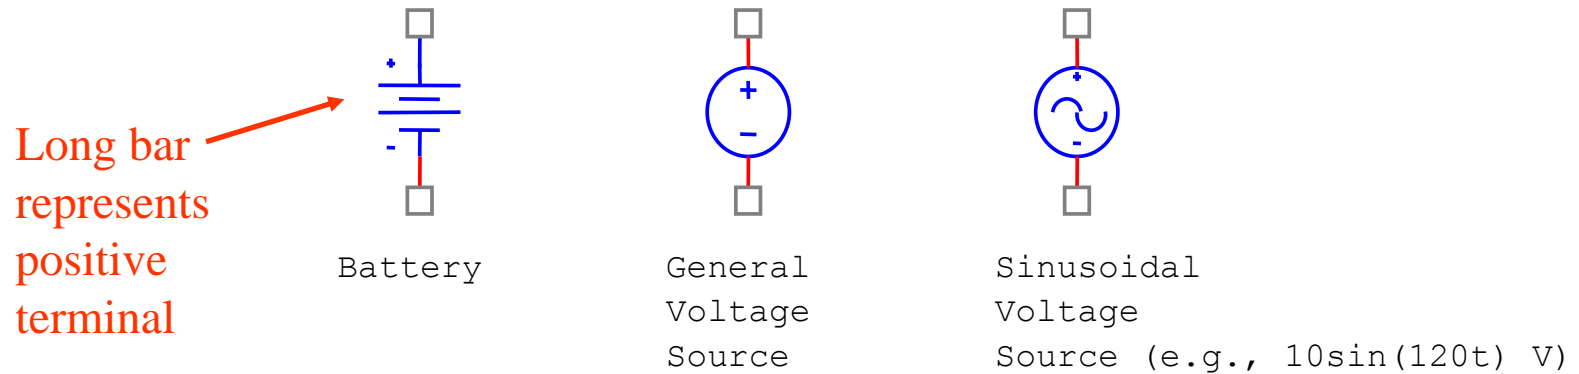 +
-
+
-
+
-
Long bar
represents
positive
terminal
Battery
General
Voltage
Source
Sinusoidal
Voltage
Source (e.g., 10sin(120t) V)